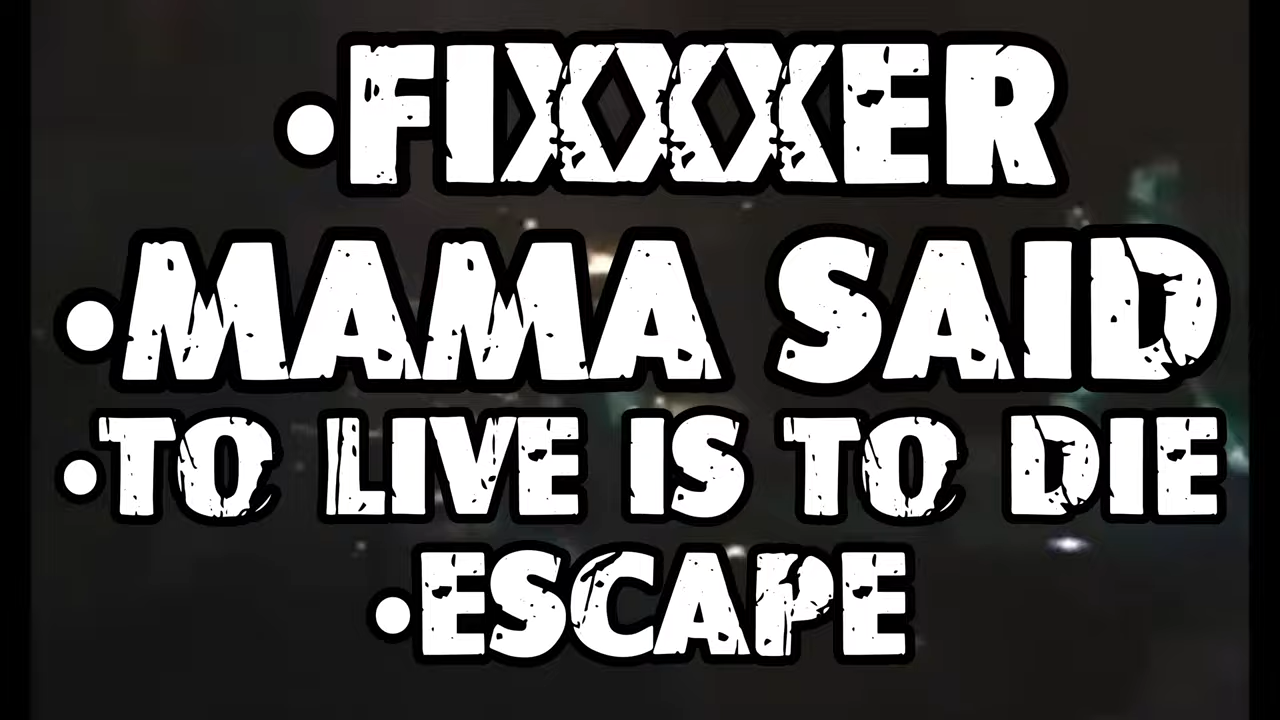 •FIXXXER
•MAMA SAID
•TO LIVE IS TO DIE
•ESCAPE